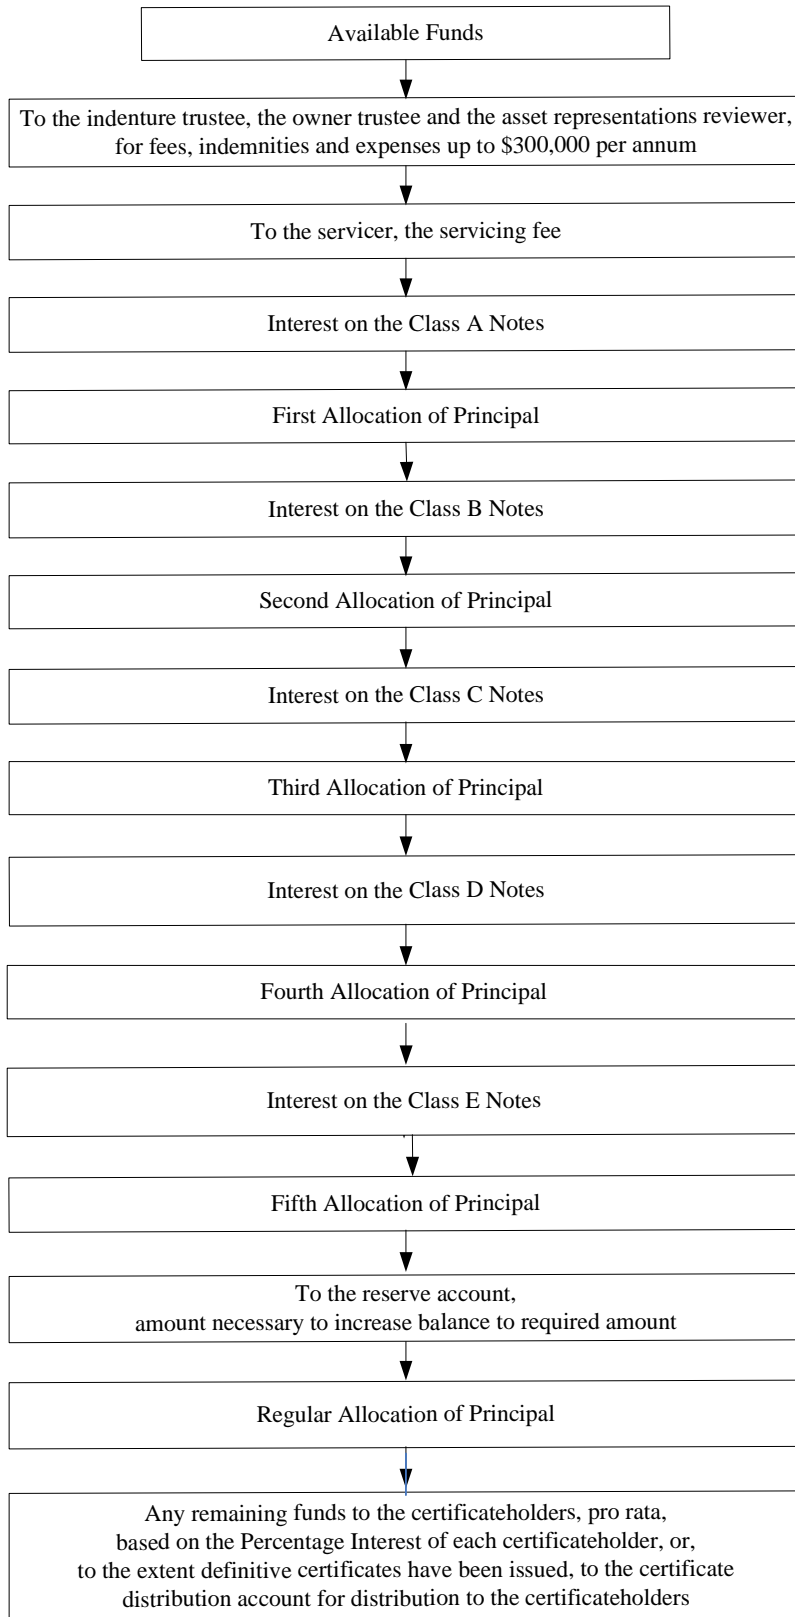 Available Funds
To the indenture trustee, the owner trustee and the asset representations reviewer,
for fees, indemnities and expenses up to $300,000 per annum
To the servicer, the servicing fee
Interest on the Class A Notes
First Allocation of Principal
Interest on the Class B Notes
Second Allocation of Principal
Interest on the Class C Notes
Third Allocation of Principal
Interest on the Class D Notes
Fourth Allocation of Principal
Interest on the Class E Notes
Fifth Allocation of Principal
To the reserve account,
amount necessary to increase balance to required amount
Regular Allocation of Principal
Any remaining funds to the certificateholders, pro rata,
based on the Percentage Interest of each certificateholder, or,
to the extent definitive certificates have been issued, to the certificate
distribution account for distribution to the certificateholders